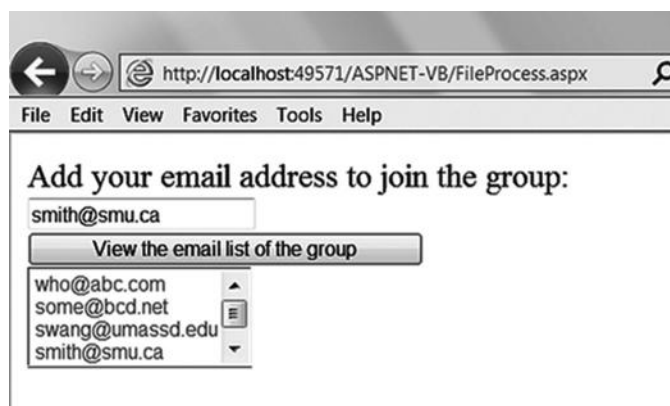 http://localhost:49571/ASPNET-VB/FileProcess.aspx
File Edit View Favorites Tools Help
Add your email address to join the group:
smith@smu.ca
View the email list of the group
who@abc.com
some@bcd.net
swang@umassd.edu
smith@smu.ca